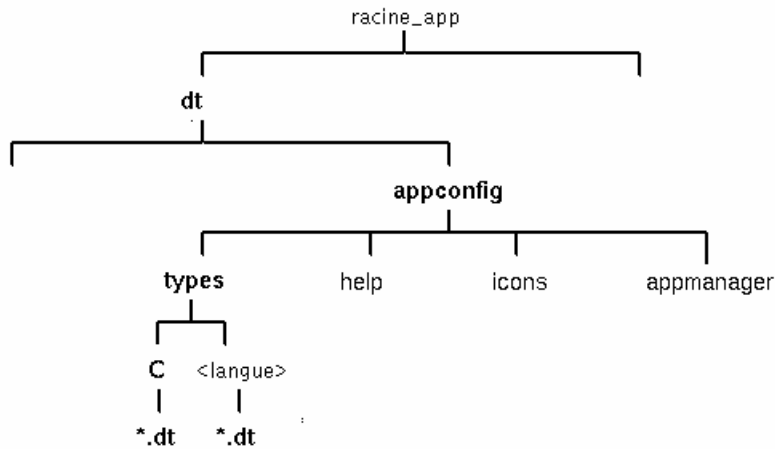 racine_app
dt
appconfig
types help icons appmanager
C <langue>
*.dt *.dt